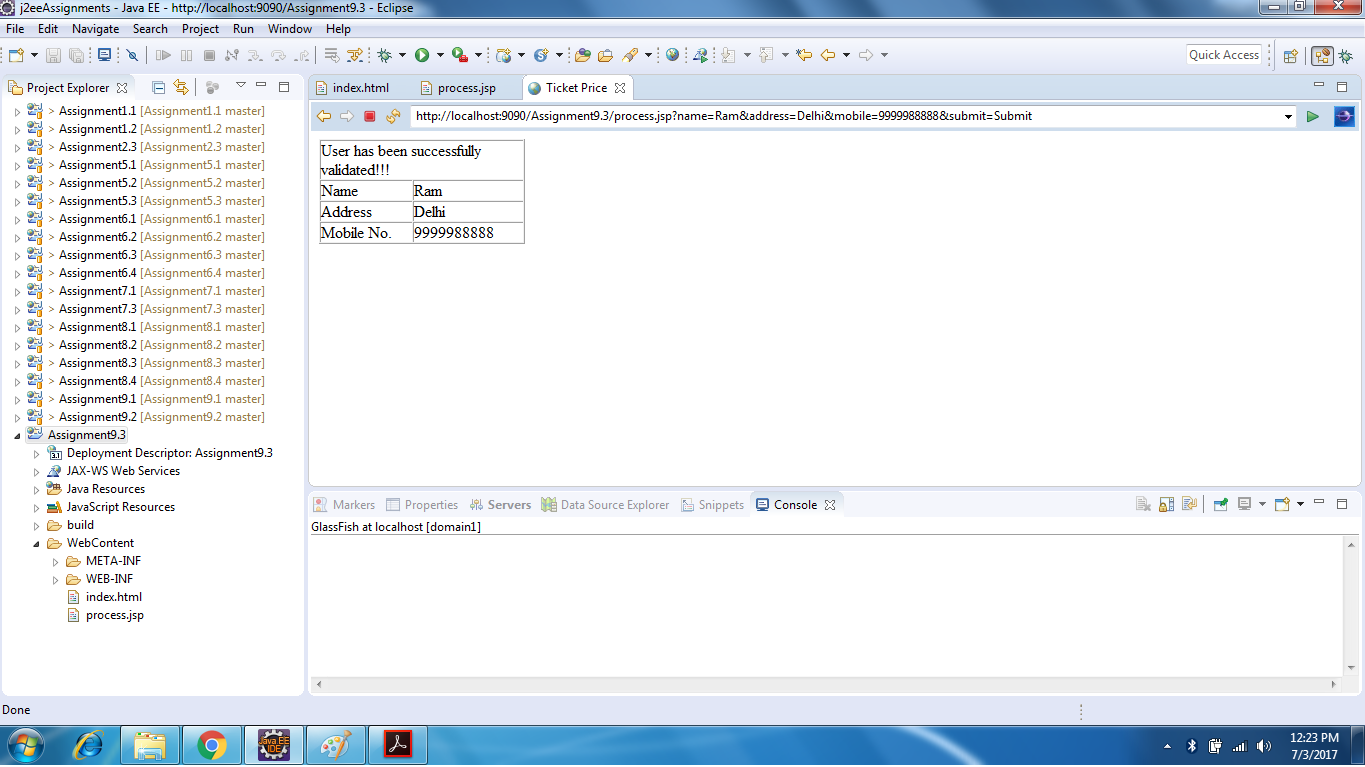 j2eeAssignments - Java EE - http://localhost:9090/Assignment9.3 - Eclipse
File Edit Navigate Search Project Run Window Help
Quick Access
Project Explorer
> Assignment1.1 [Assignment1.1 master]
> Assignment1.2 [Assignment1.2 master]
> Assignment2.3 [Assignment2.3 master]
> Assignment5.1 [Assignment5.1 master]
> Assignment5.2 [Assignment5.2 master]
> Assignment5.3 [Assignment5.3 master]
> Assignment6.1 [Assignment6.1 master]
> Assignment6.2 [Assignment6.2 master]
> Assignment6.3 [Assignment6.3 master]
> Assignment6.4 [Assignment6.4 master]
> Assignment7.1 [Assignment7.1 master]
> Assignment7.3 [Assignment7.3 master]
> Assignment8.1 [Assignment8.1 master]
> Assignment8.2 [Assignment8.2 master]
> Assignment8.3 [Assignment8.3 master]
> Assignment8.4 [Assignment8.4 master]
> Assignment9.1 [Assignment9.1 master]
> Assignment9.2 [Assignment9.2 master]
Assignment9.3
Deployment Descriptor: Assignment9.3
JAX-WS Web Services
Java Resources
JavaScript Resources
build
WebContent
META-INF
WEB-INF
index.html
process.jsp
index.html process.jsp Ticket Price
http://localhost:9090/Assignment9.3/process.jsp?name=Ram&address=Delhi&mobile=9999988888&submit=Submit
User has been successfully
validated!!!
Name Ram
Address Delhi
Mobile No. 9999988888
Markers Properties Servers Data Source Explorer Snippets Console
GlassFish at localhost [domain1]
Done
Java EE
IDE
12:23 PM
7/3/2017